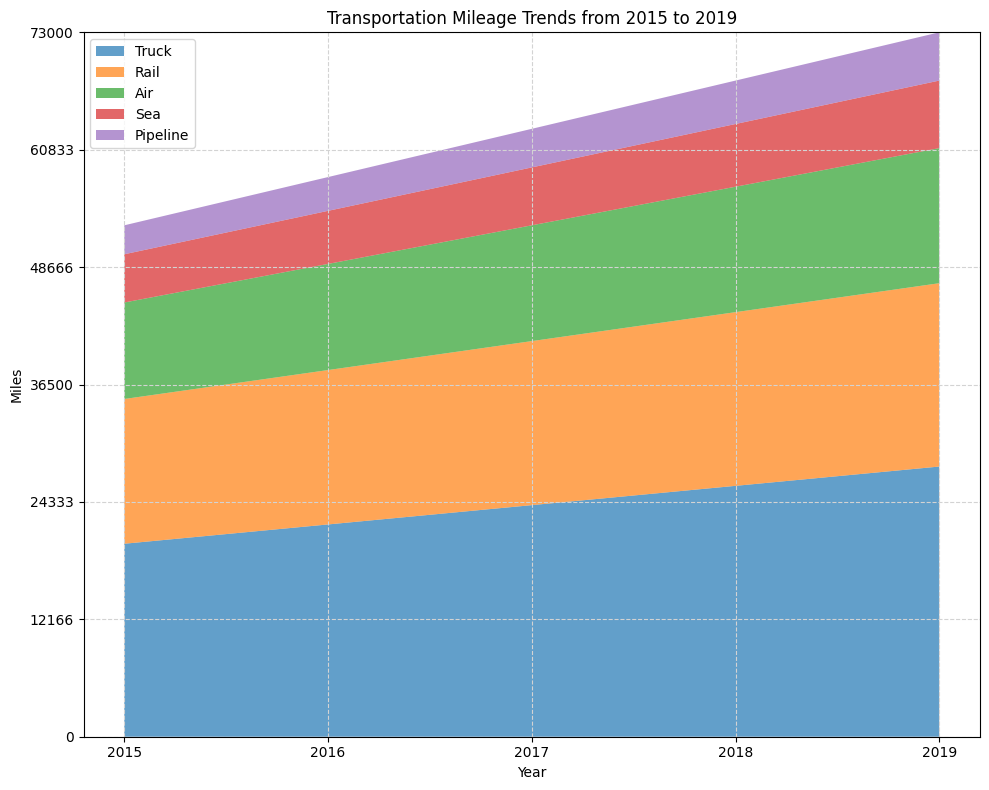 Transportation Mileage Trends from 2015 to 2019
73000
60833
48666
36500
24333
12166
0
Miles
Truck
Rail
Air
Sea
Pipeline
2015 2016 2017 2018 2019
Year